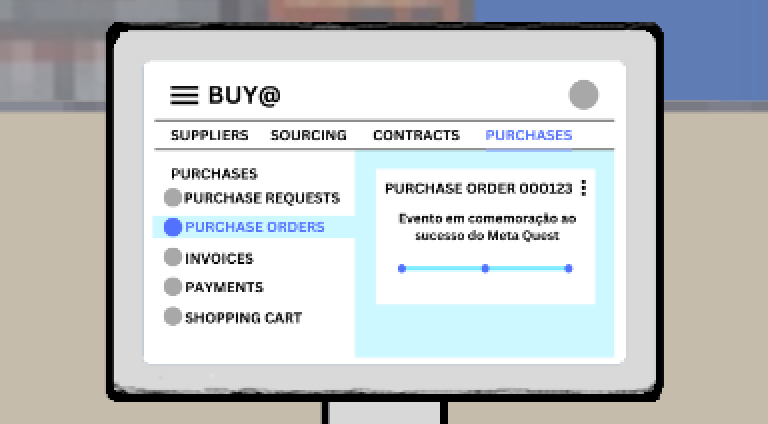 BUY@
SUPPLIERS SOURCING CONTRACTS PURCHASES
PURCHASES
PURCHASE REQUESTS
PURCHASE ORDERS
INVOICES
PAYMENTS
SHOPPING CART
PURCHASE ORDER 000123
Evento em comemoração ao
sucesso do Meta Quest